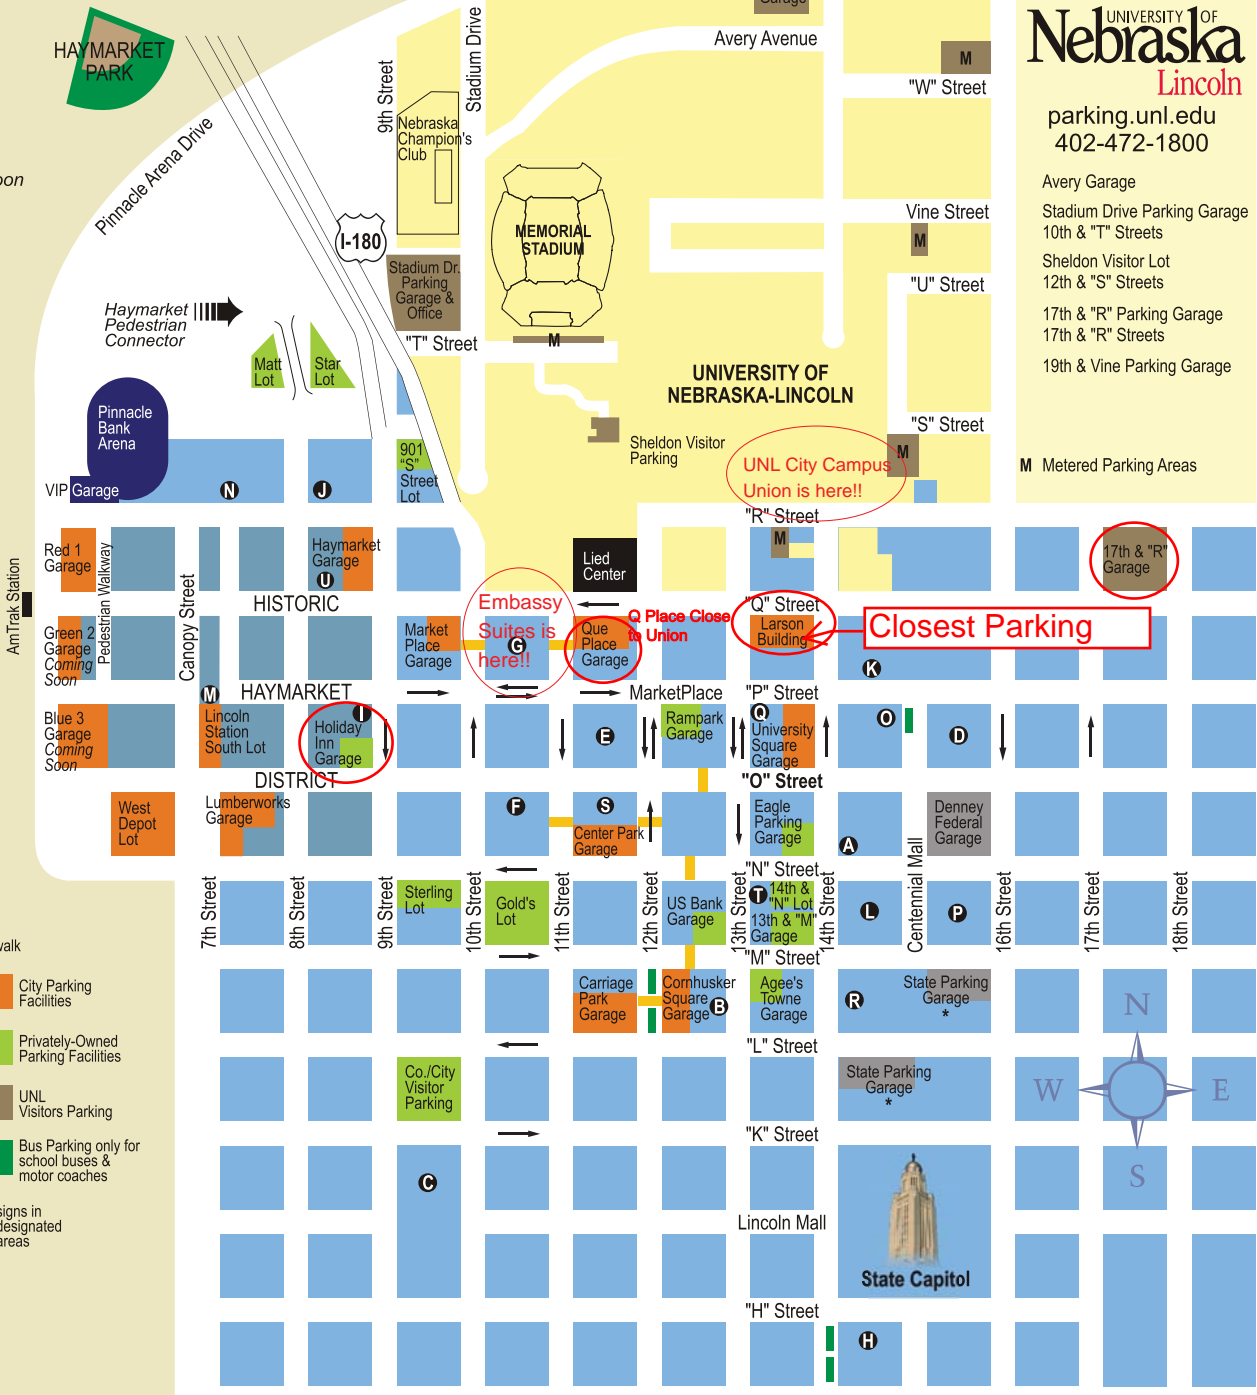 HAYMARKET
PARK
Pinnacle Arena Drive
oon
9th Street
Stadium Drive
Nebraska
Champion's
Club
Garage
Avery Avenue
M
"W" Street
UNIVERSITY OF
Nebraska
Lincoln
parking.unl.edu
402-472-1800
Avery Garage
Stadium Drive Parking Garage
10th & "T" Streets
Sheldon Visitor Lot
12th & "S" Streets
17th & "R" Parking Garage
17th & "R" Streets
19th & Vine Parking Garage
M Metered Parking Areas
I-180
MEMORIAL
STADIUM
Vine Street
M
"U" Street
Stadium Dr.
Parking
Garage &
Office
"T" Street
M
Haymarket
Pedestrian
Connector
Matt
Lot
Star
Lot
UNIVERSITY OF
NEBRASKA-LINCOLN
Pinnacle
Bank
Arena
VIP Garage
N
J
901
"S"
Street
Lot
Sheldon Visitor
Parking
"S" Street
M
UNL City Campus
Union is here!!
"R" Street
M
AmTrak Station
Red 1
Garage
Pedestrian Walkway
Canopy Street
Haymarket
Garage
U
Lied
Center
17th & "R"
Garage
HISTORIC
"Q" Street
Green 2
Garage
Coming
Soon
Market
Place
Garage
Embassy
Suites is
here!!
G
Que
Place
Garage
Q Place Close
to Union
Larson
Building
Closest Parking
K
M
HAYMARKET
MarketPlace
"P" Street
Blue 3
Garage
Coming
Soon
Lincoln
Station
South Lot
I
Holiday
Inn
Garage
E
Rampark
Garage
Q
University
Square
Garage
O
D
DISTRICT
"O" Street
West
Depot
Lot
Lumberworks
Garage
F
S
Center Park
Garage
Eagle
Parking
Garage
A
Denney
Federal
Garage
"N" Street
7th Street
8th Street
9th Street
Sterling
Lot
10th Street
Gold's
Lot
11th Street
12th Street
US Bank
Garage
13th Street
T
14th &
"N" Lot
13th & "M"
Garage
14th Street
L
Centennial Mall
P
16th Street
17th Street
18th Street
"M" Street
walk
City Parking
Facilities
Privately-Owned
Parking Facilities
UNL
Visitors Parking
Bus Parking only for
school buses &
motor coaches
signs in
designated
areas
Carriage
Park
Garage
Cornhusker
Square
Garage
B
Agee's
Towne
Garage
R
State Parking
Garage
*
"L" Street
Co./City
Visitor
Parking
State Parking
Garage
*
N
W
E
S
"K" Street
C
Lincoln Mall
State Capitol
"H" Street
H